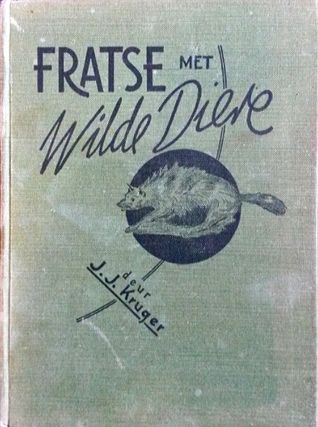 FRATSE MET
Wilde Diere
deur
J. J. Kruger